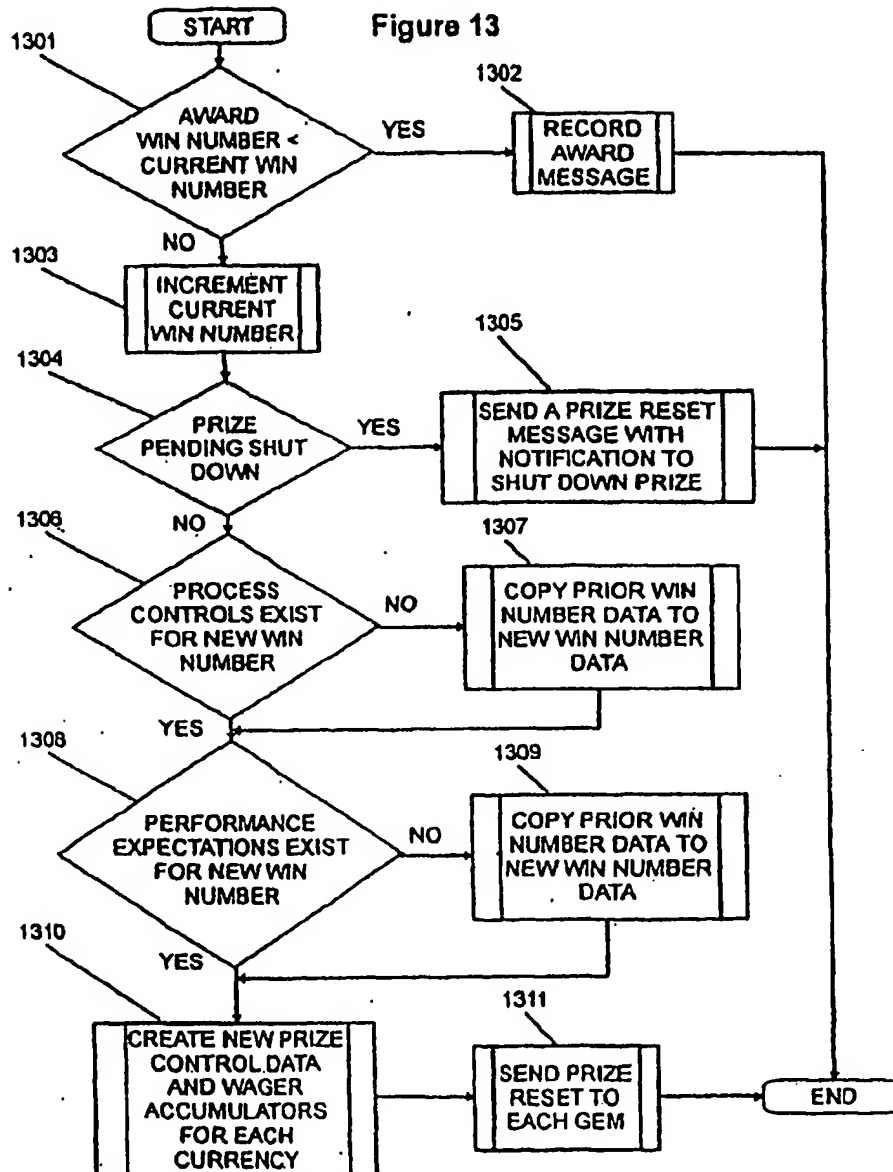 START
Figure 13
1301
AWARD
WIN NUMBER <
CURRENT WIN
NUMBER
YES
1302
RECORD
AWARD
MESSAGE
NO
1303
INCREMENT
CURRENT
WIN NUMBER
1304
PRIZE
PENDING SHUT
DOWN
YES
1305
SEND A PRIZE RESET
MESSAGE WITH
NOTIFICATION TO
SHUT DOWN PRIZE
NO
1306
PROCESS
CONTROLS EXIST
FOR NEW WIN
NUMBER
NO
1307
COPY PRIOR WIN
NUMBER DATA TO
NEW WIN NUMBER
DATA
YES
1308
PERFORMANCE
EXPECTATIONS EXIST
FOR NEW WIN
NUMBER
NO
1309
COPY PRIOR WIN
NUMBER DATA TO
NEW WIN NUMBER
DATA
YES
1310
CREATE NEW PRIZE
CONTROL DATA
AND WAGER
ACCUMULATORS
FOR EACH
CURRENCY
1311
SEND PRIZE
RESET TO
EACH GEM
END